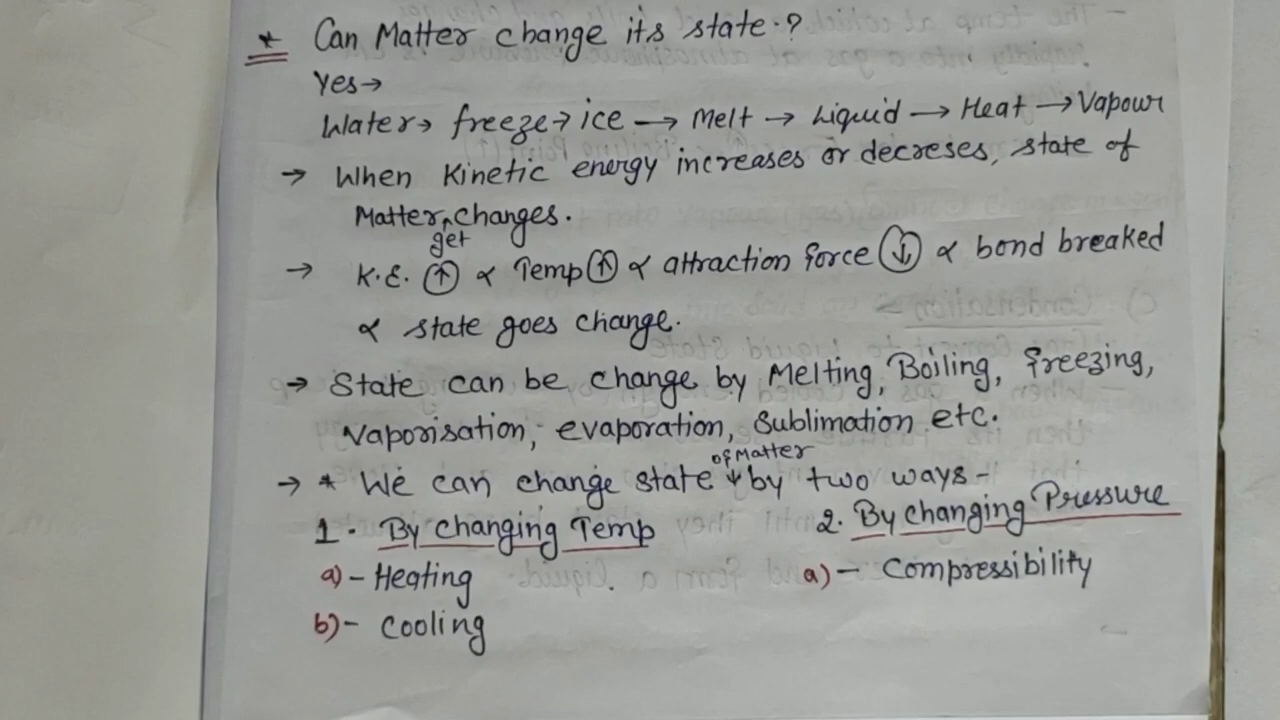 * Can Matter change its state.?
Yes→
Water→ freeze→ ice → Melt → Liquid → Heat → Vapour
→ When Kinetic energy increases or decreses, state of
Matter get changes.
→ K.E. ↑ ∝ Temp ↑ ∝ attraction force ↓ ∝ bond breaked
∝ state goes change.
→ State can be change by Melting, Boiling, freezing,
Vaporisation, evaporation, Sublimation etc.
→ * We can change state of Matter by two ways-
1. By changing Temp 2. By changing Pressure
a)- Heating a)- Compressibility
b)- Cooling